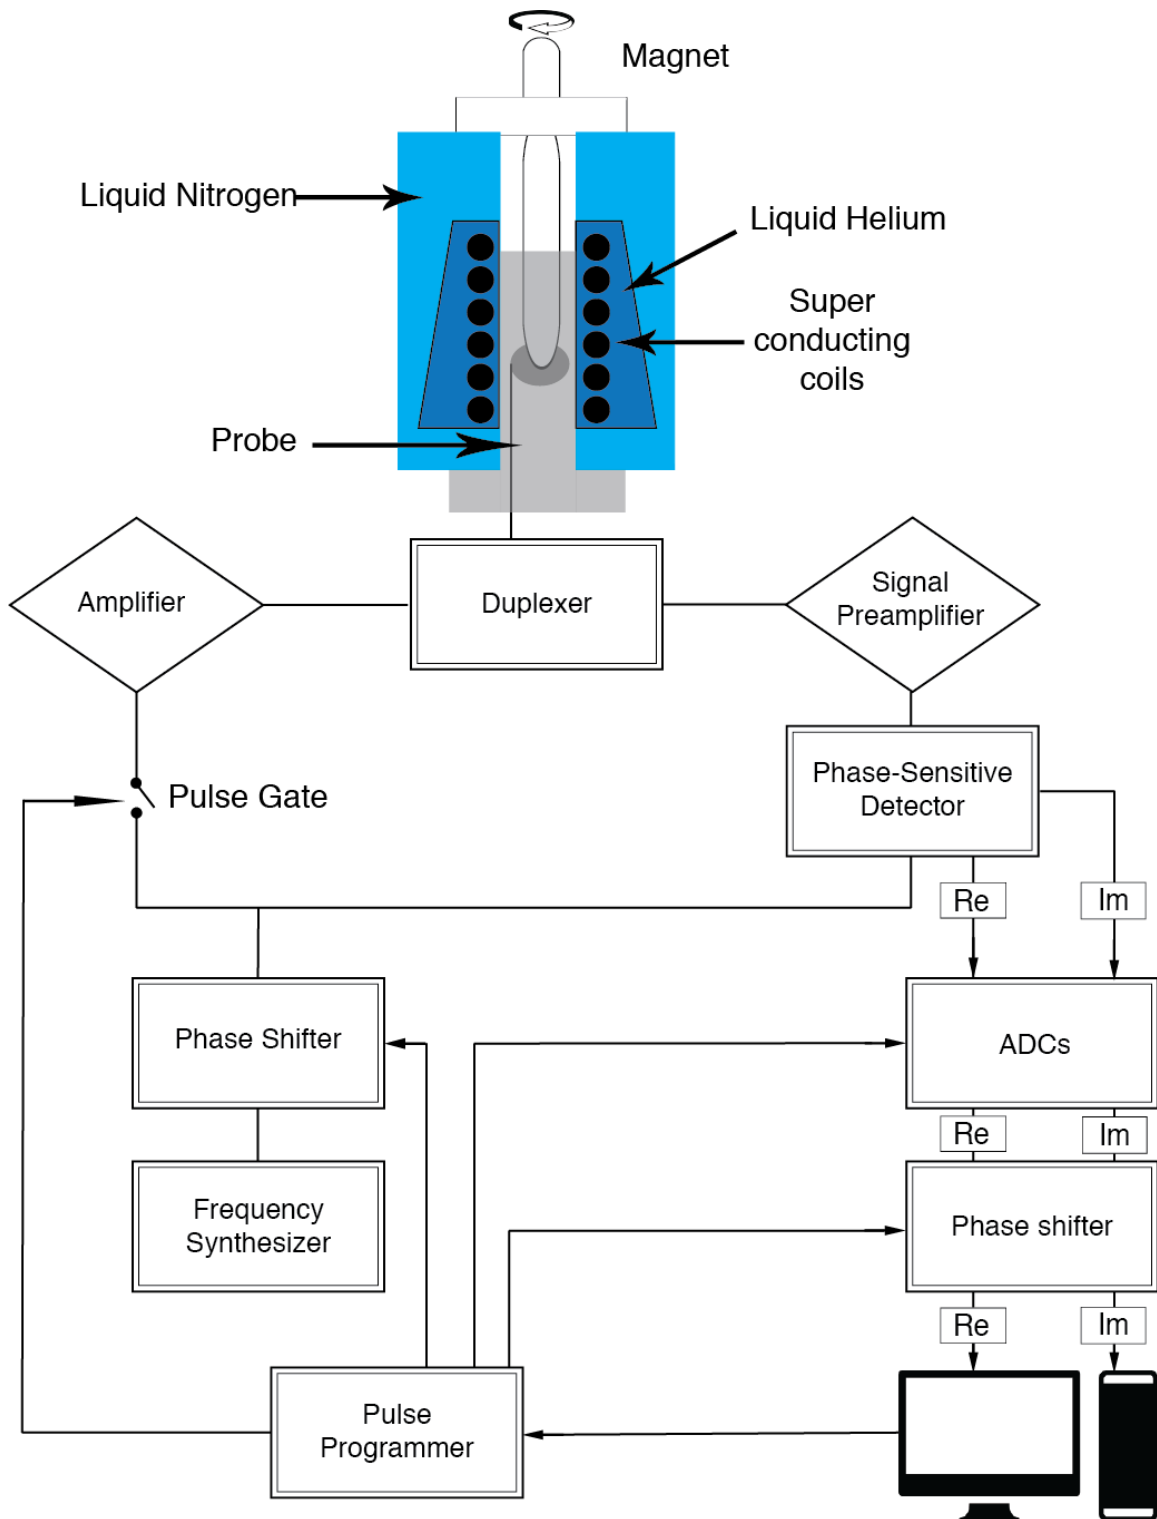 Magnet
Liquid Nitrogen
Liquid Helium
Super
conducting
coils
Probe
Amplifier
Duplexer
Signal
Preamplifier
Pulse Gate
Phase-Sensitive
Detector
Re
Im
Phase Shifter
ADCs
Re
Im
Frequency
Synthesizer
Phase shifter
Re
Im
Pulse
Programmer